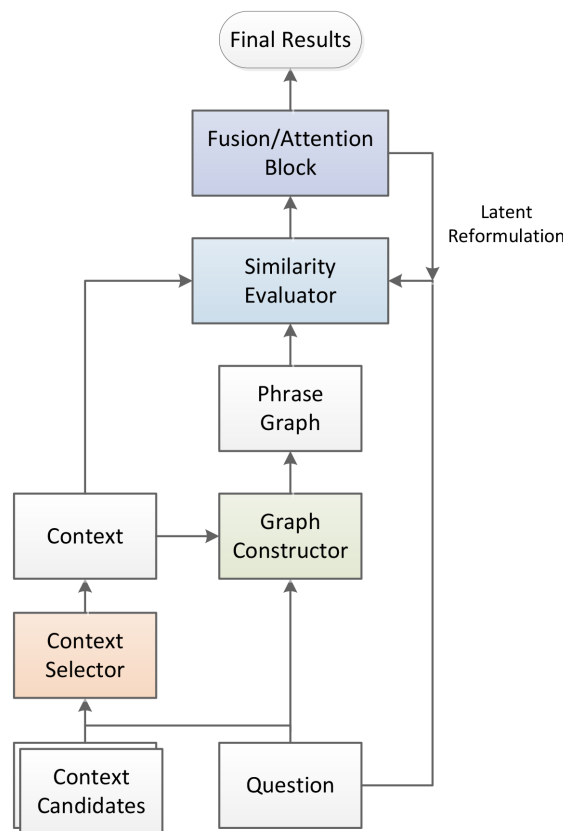 Final Results
Fusion/Attention
Block
Latent
Reformulation
Similarity
Evaluator
Phrase
Graph
Context
Graph
Constructor
Context
Selector
Context
Candidates
Question